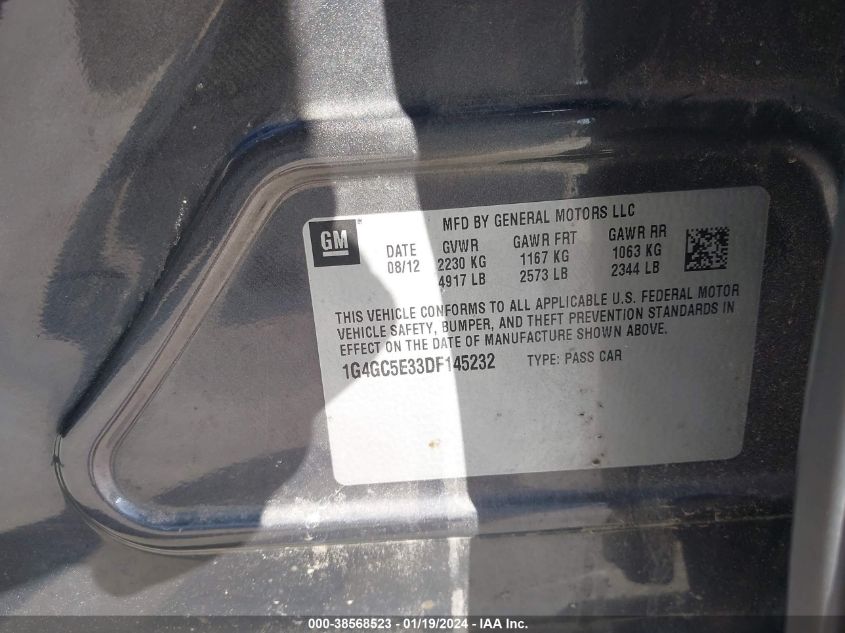 GM
MFD BY GENERAL MOTORS LLC
DATE GVWR GAWR FRT GAWR RR
08/12 2230 KG 1167 KG 1063 KG
4917 LB 2573 LB 2344 LB
THIS VEHICLE CONFORMS TO ALL APPLICABLE U.S. FEDERAL MOTOR
VEHICLE SAFETY, BUMPER, AND THEFT PREVENTION STANDARDS IN
EFFECT ON THE DATE OF MANUFACTURE SHOWN ABOVE.
1G4GC5E33DF145232 TYPE: PASS CAR
000-38568523 - 01/19/2024 - IAA Inc.